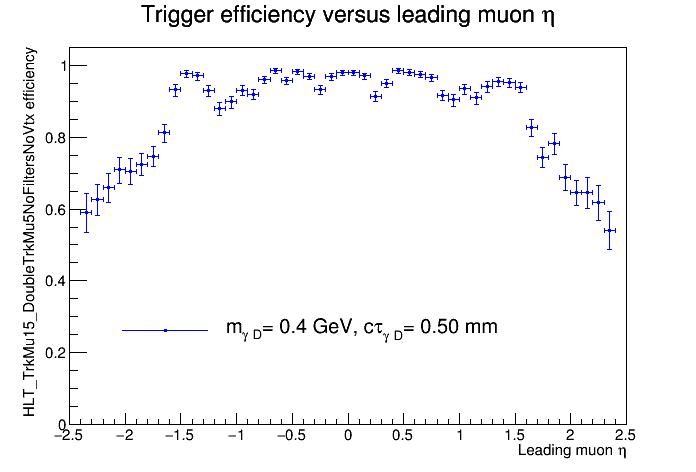 Trigger efficiency versus leading muon η
HLT_TrkMu15_DoubleTrkMu5NoFiltersNoVtx efficiency
1
0.8
0.6
0.4
0.2
0
m_γ D= 0.4 GeV, cτ_γ D= 0.50 mm
−2.5 −2 −1.5 −1 −0.5 0 0.5 1 1.5 2 2.5
Leading muon η